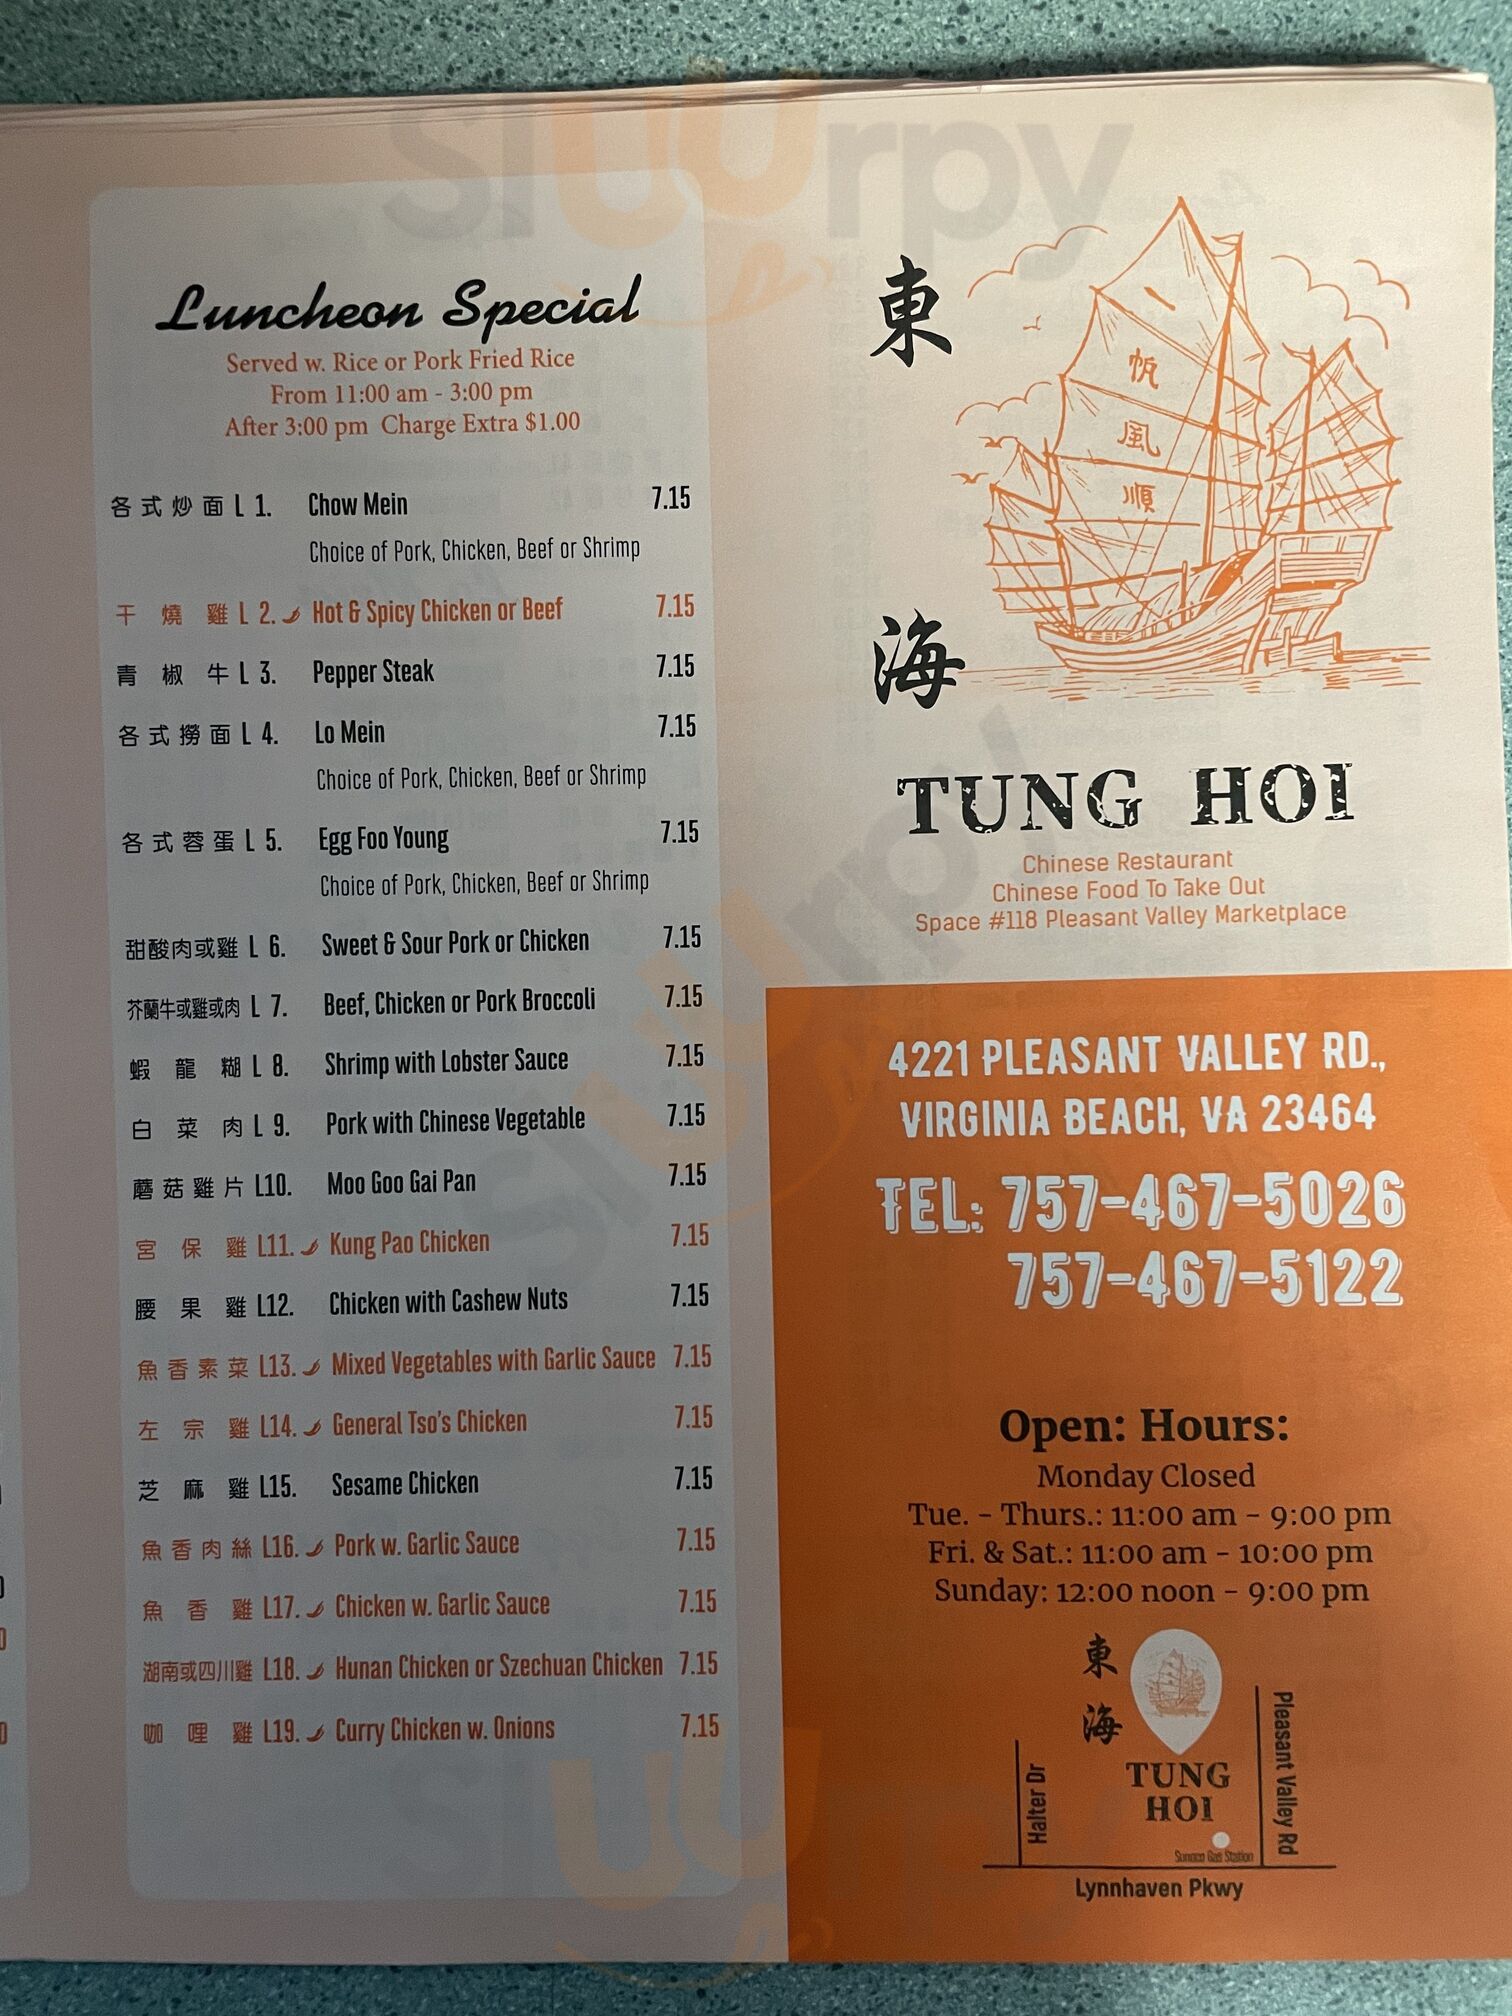 Luncheon Special
Served w. Rice or Pork Fried Rice
From 11:00 am - 3:00 pm
After 3:00 pm Charge Extra $1.00
各式炒面 L 1. Chow Mein 7.15
Choice of Pork, Chicken, Beef or Shrimp
干燒雞 L 2. Hot & Spicy Chicken or Beef 7.15
青椒牛 L 3. Pepper Steak 7.15
各式撈面 L 4. Lo Mein 7.15
Choice of Pork, Chicken, Beef or Shrimp
各式蓉蛋 L 5. Egg Foo Young 7.15
Choice of Pork, Chicken, Beef or Shrimp
甜酸肉或雞 L 6. Sweet & Sour Pork or Chicken 7.15
芥蘭牛或雞或肉 L 7. Beef, Chicken or Pork Broccoli 7.15
蝦龍糊 L 8. Shrimp with Lobster Sauce 7.15
白菜肉 L 9. Pork with Chinese Vegetable 7.15
蘑菇雞片 L10. Moo Goo Gai Pan 7.15
宮保雞 L11. Kung Pao Chicken 7.15
腰果雞 L12. Chicken with Cashew Nuts 7.15
魚香素菜 L13. Mixed Vegetables with Garlic Sauce 7.15
左宗雞 L14. General Tso's Chicken 7.15
芝麻雞 L15. Sesame Chicken 7.15
魚香肉絲 L16. Pork w. Garlic Sauce 7.15
魚香雞 L17. Chicken w. Garlic Sauce 7.15
湖南或四川雞 L18. Hunan Chicken or Szechuan Chicken 7.15
咖哩雞 L19. Curry Chicken w. Onions 7.15
東海
一帆風順
TUNG HOI
Chinese Restaurant
Chinese Food To Take Out
Space #118 Pleasant Valley Marketplace
4221 PLEASANT VALLEY RD.,
VIRGINIA BEACH, VA 23464
TEL: 757-467-5026
757-467-5122
Open: Hours:
Monday Closed
Tue. - Thurs.: 11:00 am - 9:00 pm
Fri. & Sat.: 11:00 am - 10:00 pm
Sunday: 12:00 noon - 9:00 pm
東海
TUNG
HOI
Halter Dr
Pleasant Valley Rd
Sunoco Gas Station
Lynnhaven Pkwy
sluurpy
sluurpy
sluurpy